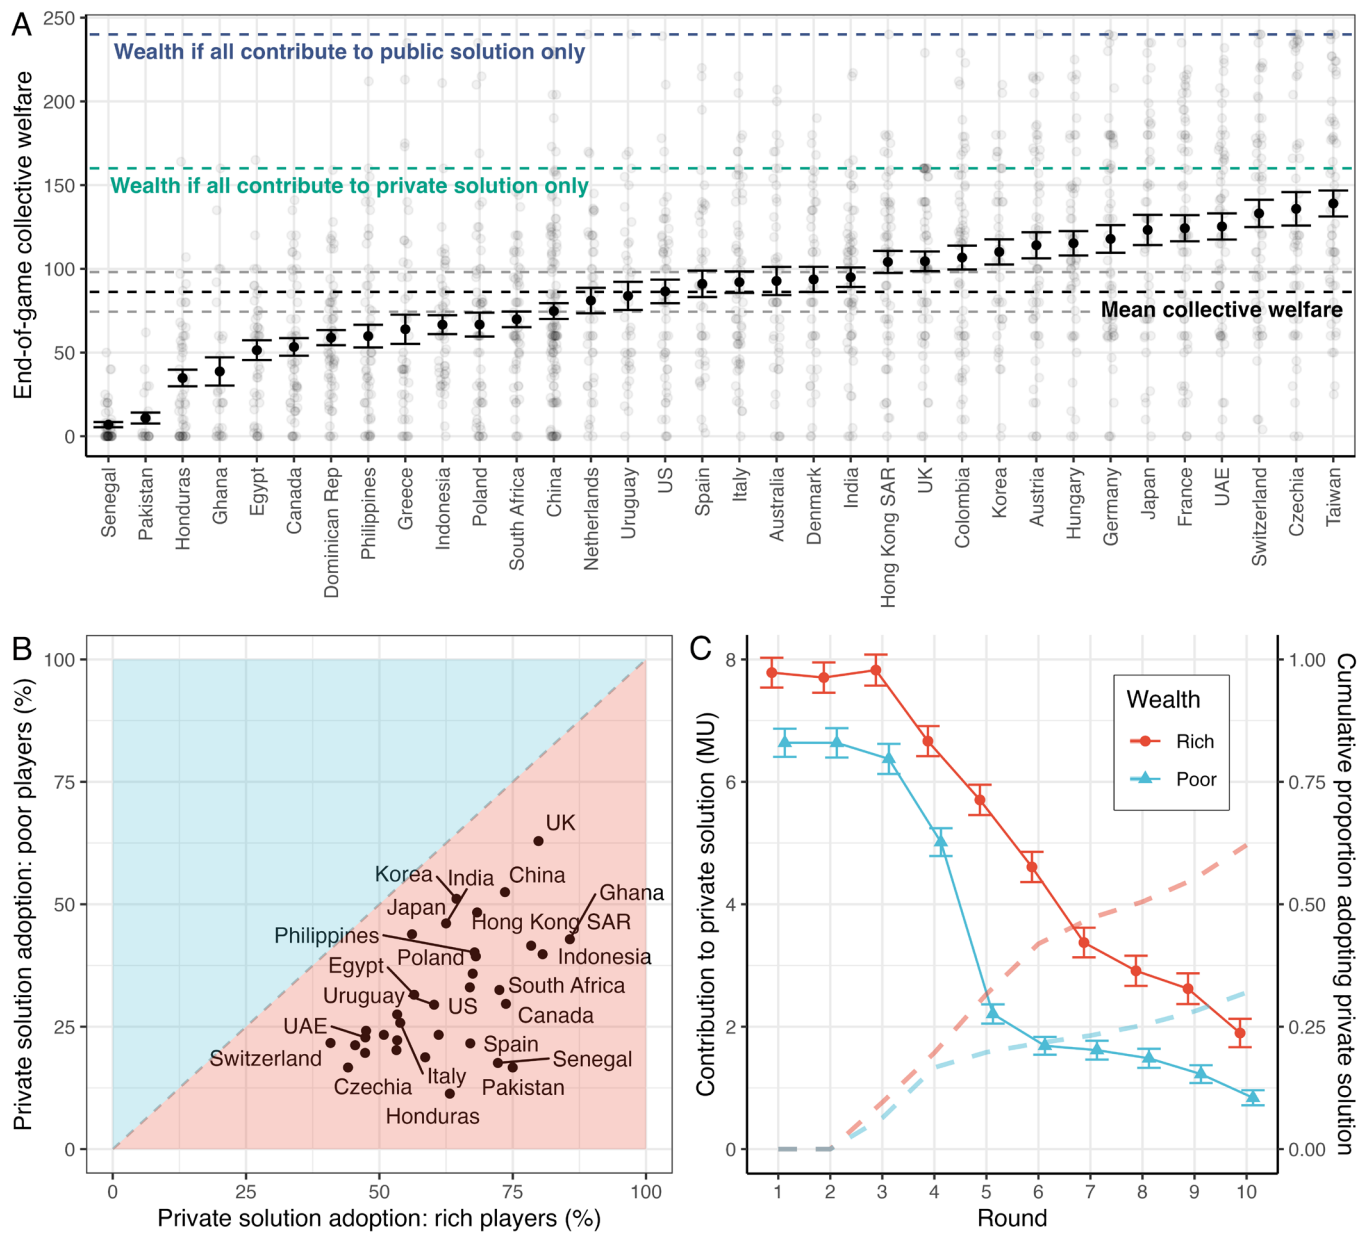 A
End-of-game collective welfare
250
200
150
100
50
0
Wealth if all contribute to public solution only
Wealth if all contribute to private solution only
Mean collective welfare
Senegal
Pakistan
Honduras
Ghana
Egypt
Canada
Dominican Rep
Philippines
Greece
Indonesia
Poland
South Africa
China
Netherlands
Uruguay
US
Spain
Italy
Australia
Denmark
India
Hong Kong SAR
UK
Colombia
Korea
Austria
Hungary
Germany
Japan
France
UAE
Switzerland
Czechia
Taiwan
B
Private solution adoption: poor players (%)
100
75
50
25
0
UK
Korea
India
China
Ghana
Japan
Hong Kong SAR
Philippines
Poland
Indonesia
Egypt
South Africa
Uruguay
US
Canada
UAE
Spain
Switzerland
Senegal
Italy
Czechia
Pakistan
Honduras
0 25 50 75 100
Private solution adoption: rich players (%)
C
Contribution to private solution (MU)
8
6
4
2
0
Wealth
Rich
Poor
1.00
0.75
0.50
0.25
0.00
Cumulative proportion adopting private solution
1 2 3 4 5 6 7 8 9 10
Round